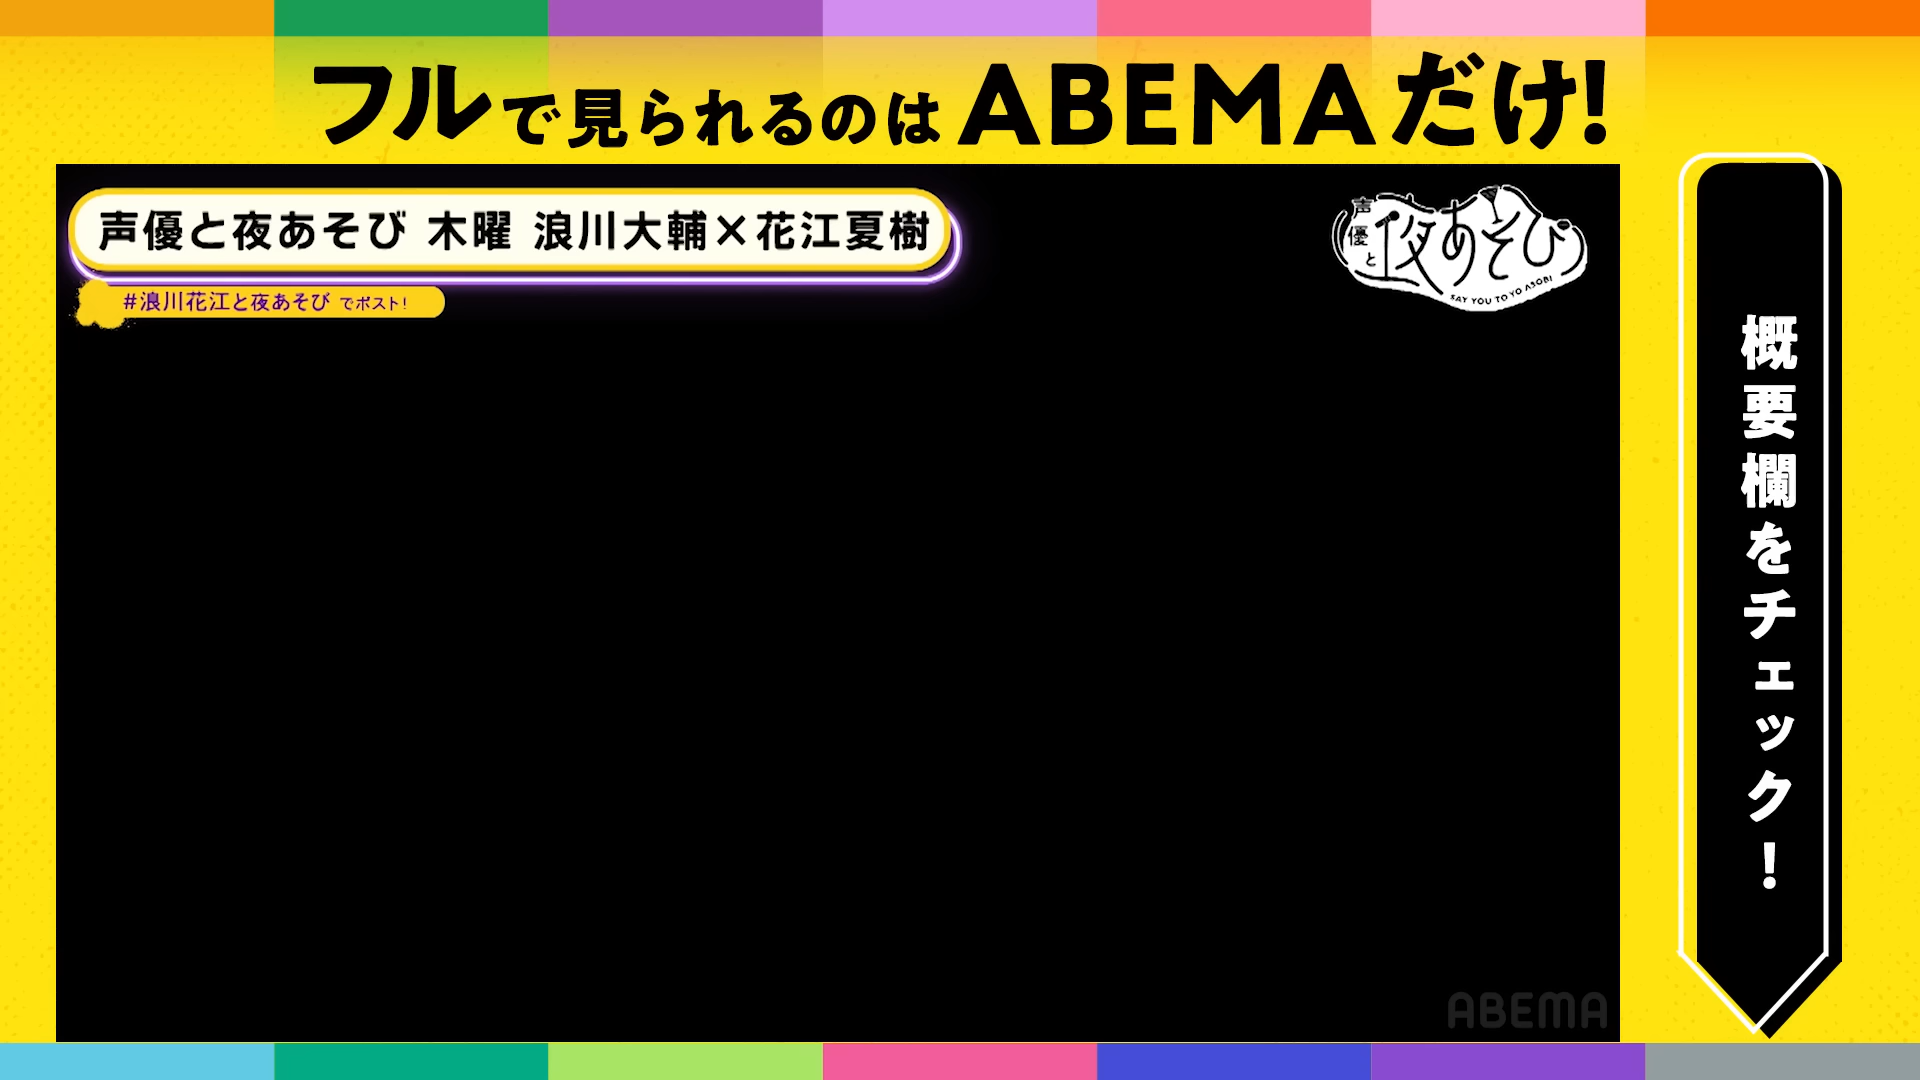 フルで見られるのはABEMAだけ!
声優と夜あそび 木曜 浪川大輔×花江夏樹
#浪川花江と夜あそび でポスト!
声優と夜あそび
SAY YOU TO YO ASOBI
概要欄をチェック!
ABEMA